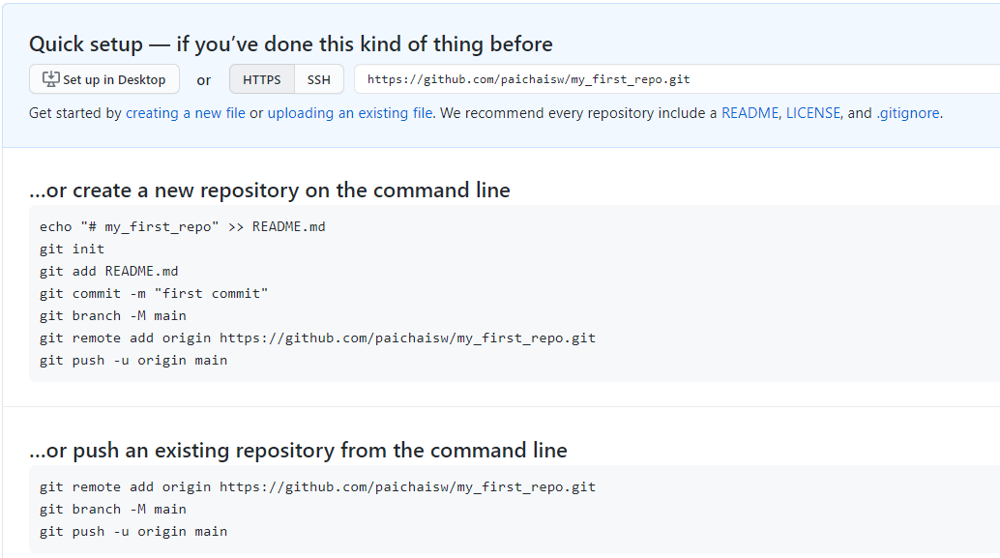 Quick setup — if you’ve done this kind of thing before
Set up in Desktop or HTTPS SSH https://github.com/paichaisw/my_first_repo.git
Get started by creating a new file or uploading an existing file. We recommend every repository include a README, LICENSE, and .gitignore.
…or create a new repository on the command line
echo "# my_first_repo" >> README.md
git init
git add README.md
git commit -m "first commit"
git branch -M main
git remote add origin https://github.com/paichaisw/my_first_repo.git
git push -u origin main
…or push an existing repository from the command line
git remote add origin https://github.com/paichaisw/my_first_repo.git
git branch -M main
git push -u origin main